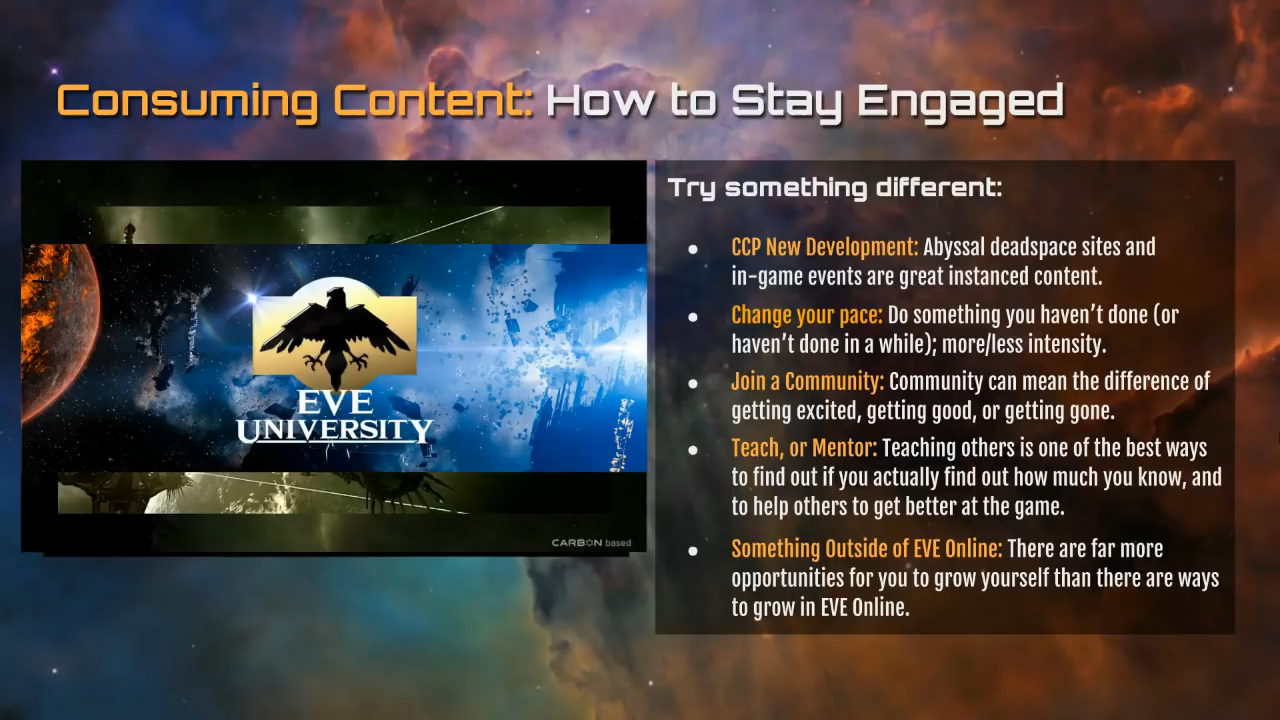 Consuming Content: How to Stay Engaged
EVE
UNIVERSITY
CARBON based
Try something different:
● CCP New Development: Abyssal deadspace sites and
in-game events are great instanced content.
● Change your pace: Do something you haven’t done (or
haven’t done in a while); more/less intensity.
● Join a Community: Community can mean the difference of
getting excited, getting good, or getting gone.
● Teach, or Mentor: Teaching others is one of the best ways
to find out if you actually find out how much you know, and
to help others to get better at the game.
● Something Outside of EVE Online: There are far more
opportunities for you to grow yourself than there are ways
to grow in EVE Online.